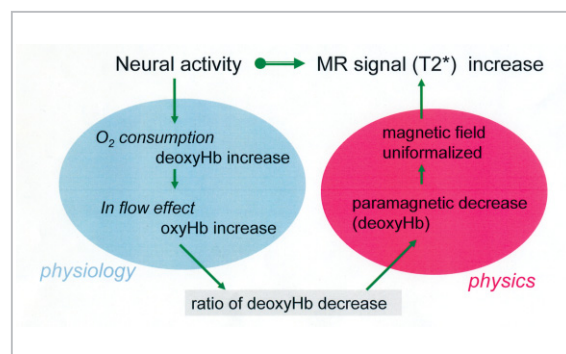 Neural activity
MR signal (T2*) increase
O₂ consumption
deoxyHb increase
In flow effect
oxyHb increase
physiology
ratio of deoxyHb decrease
magnetic field
uniformalized
paramagnetic decrease
(deoxyHb)
physics